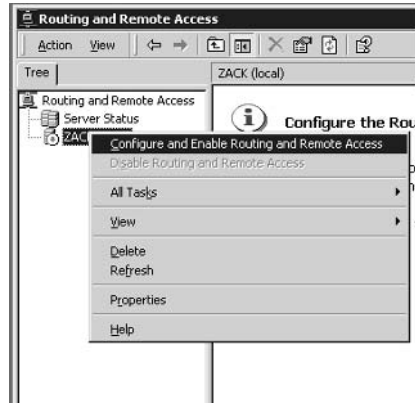 Routing and Remote Access
Action View
Tree
ZACK (local)
Routing and Remote Access
Server Status
ZAC
Configure the Rou
Configure and Enable Routing and Remote Access
Disable Routing and Remote Access
All Tasks
View
Delete
Refresh
Properties
Help